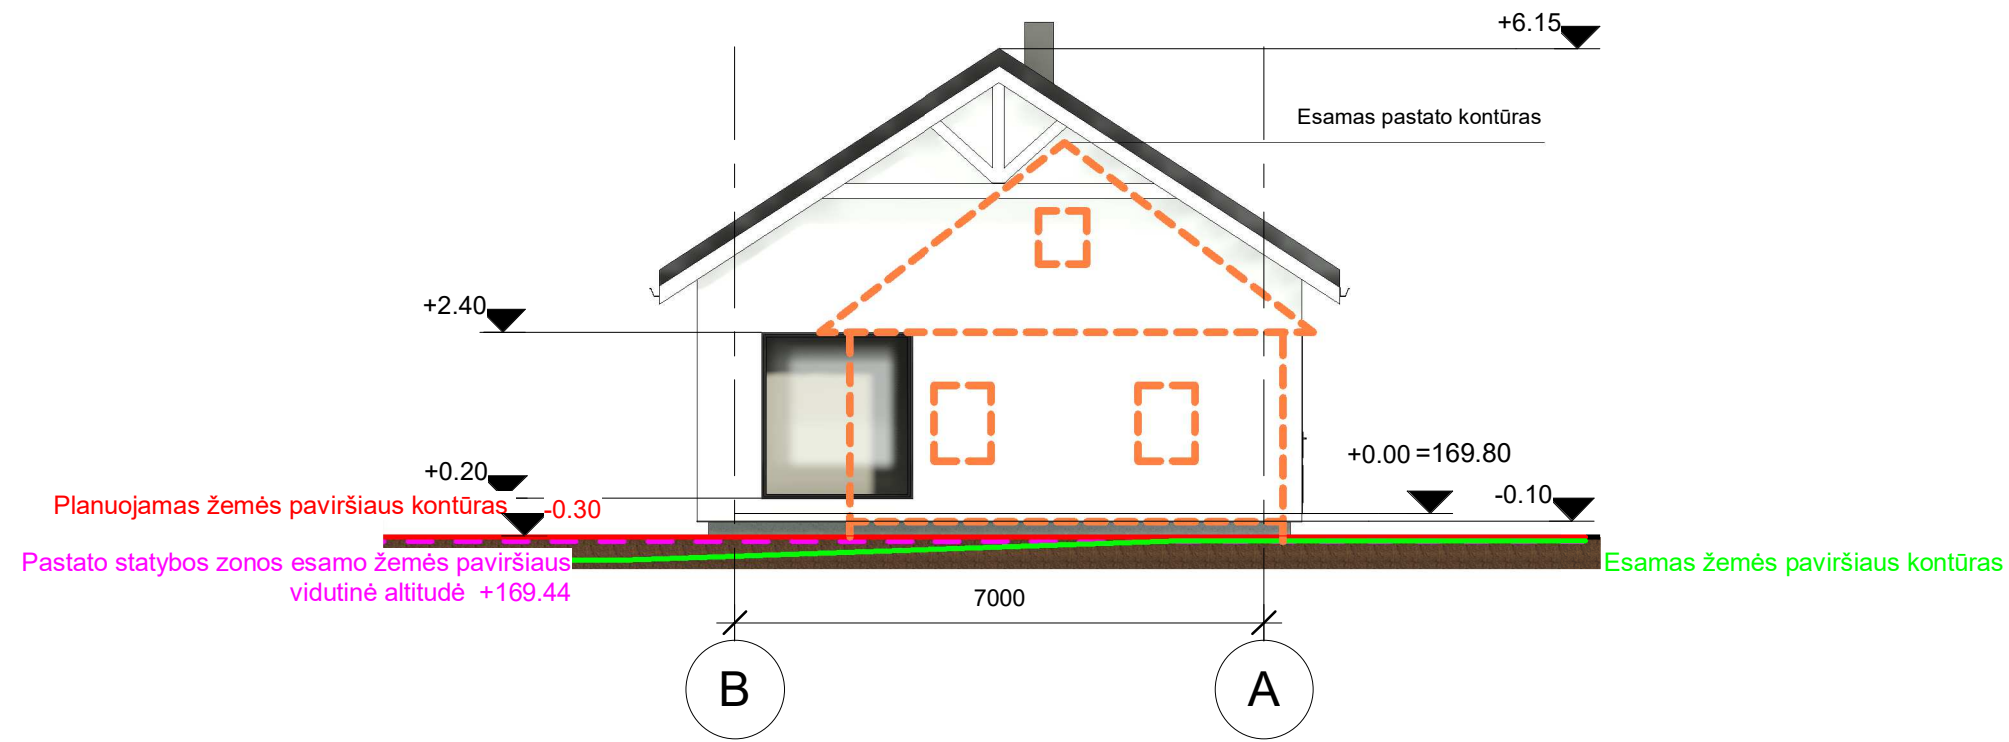 +6.15
Esamas pastato kontūras
+2.40
+0.00 =169.80
+0.20
-0.10
Planuojamas žemės paviršiaus kontūras
-0.30
Pastato statybos zonos esamo žemės paviršiaus
vidutinė altitudė +169.44
Esamas žemės paviršiaus kontūras
7000
B
A